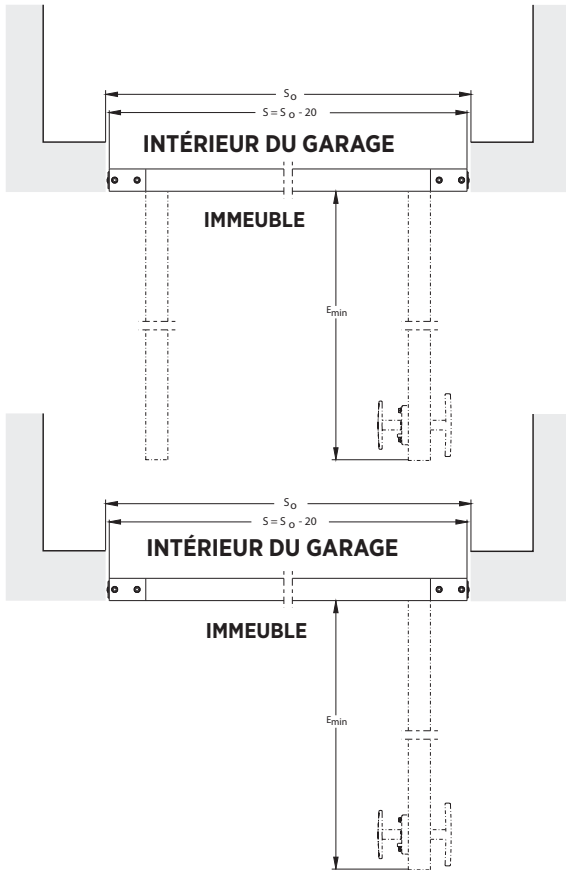 So
S = So - 20
INTÉRIEUR DU GARAGE
IMMEUBLE
Emin
So
S = So - 20
INTÉRIEUR DU GARAGE
IMMEUBLE
Emin